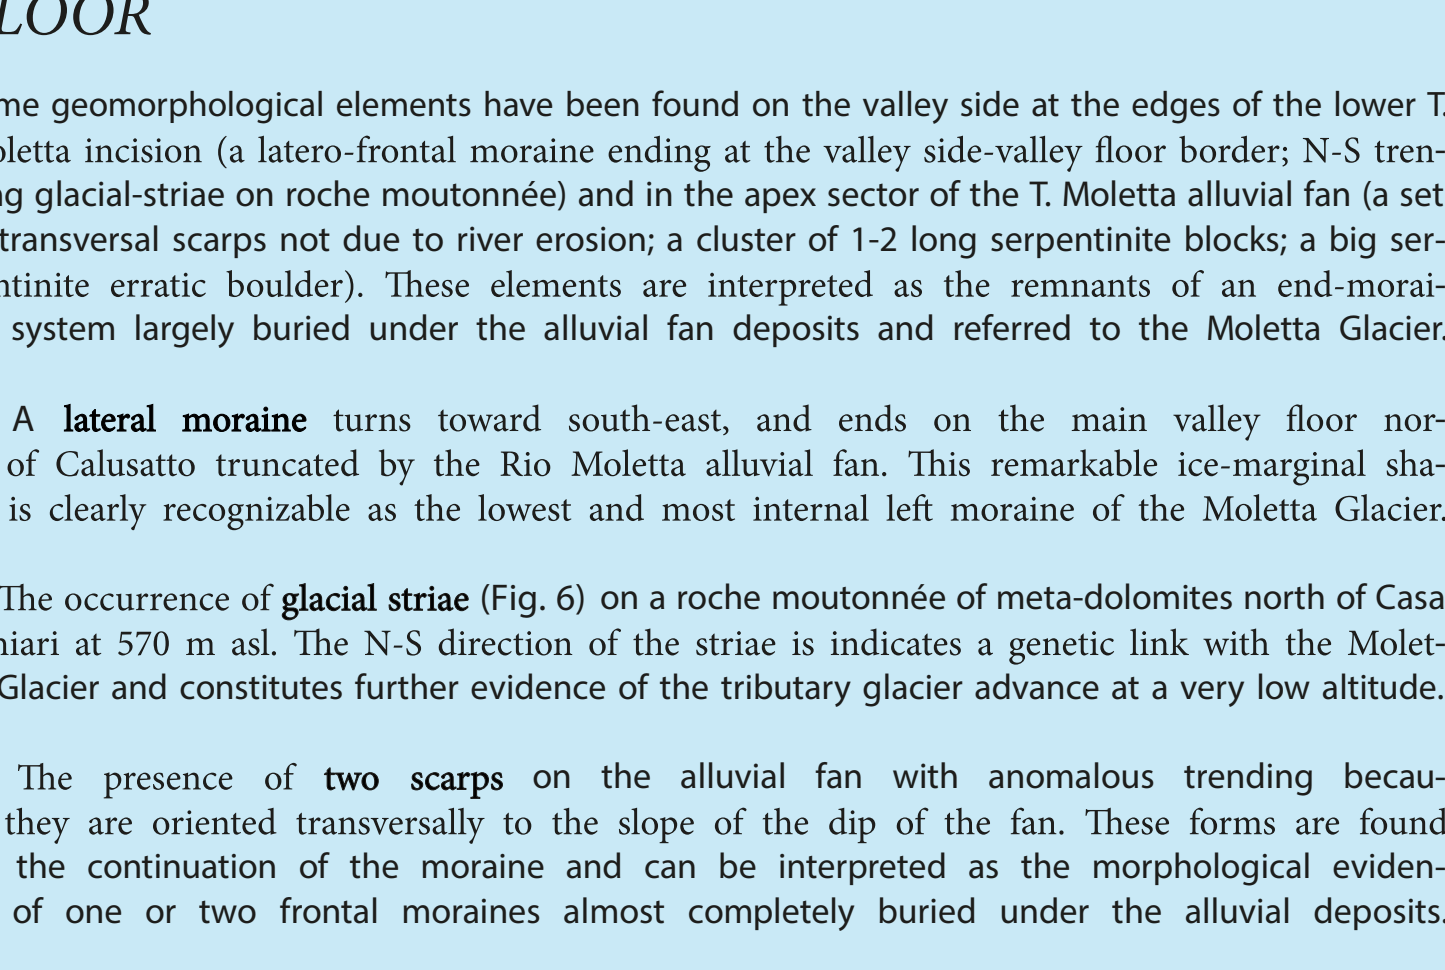 LOOR
me geomorphological elements have been found on the valley side at the edges of the lower T.
oletta incision (a latero-frontal moraine ending at the valley side-valley floor border; N-S tren-
ng glacial-striae on roche moutonnée) and in the apex sector of the T. Moletta alluvial fan (a set
transversal scarps not due to river erosion; a cluster of 1-2 long serpentinite blocks; a big ser-
ntinite erratic boulder). These elements are interpreted as the remnants of an end-morai-
system largely buried under the alluvial fan deposits and referred to the Moletta Glacier.
A lateral moraine turns toward south-east, and ends on the main valley floor nor-
of Calusatto truncated by the Rio Moletta alluvial fan. This remarkable ice-marginal sha-
is clearly recognizable as the lowest and most internal left moraine of the Moletta Glacier.
The occurrence of glacial striae (Fig. 6) on a roche moutonnée of meta-dolomites north of Casa
hiari at 570 m asl. The N-S direction of the striae is indicates a genetic link with the Molet-
Glacier and constitutes further evidence of the tributary glacier advance at a very low altitude.
The presence of two scarps on the alluvial fan with anomalous trending becau-
they are oriented transversally to the slope of the dip of the fan. These forms are found
the continuation of the moraine and can be interpreted as the morphological eviden-
of one or two frontal moraines almost completely buried under the alluvial deposits.